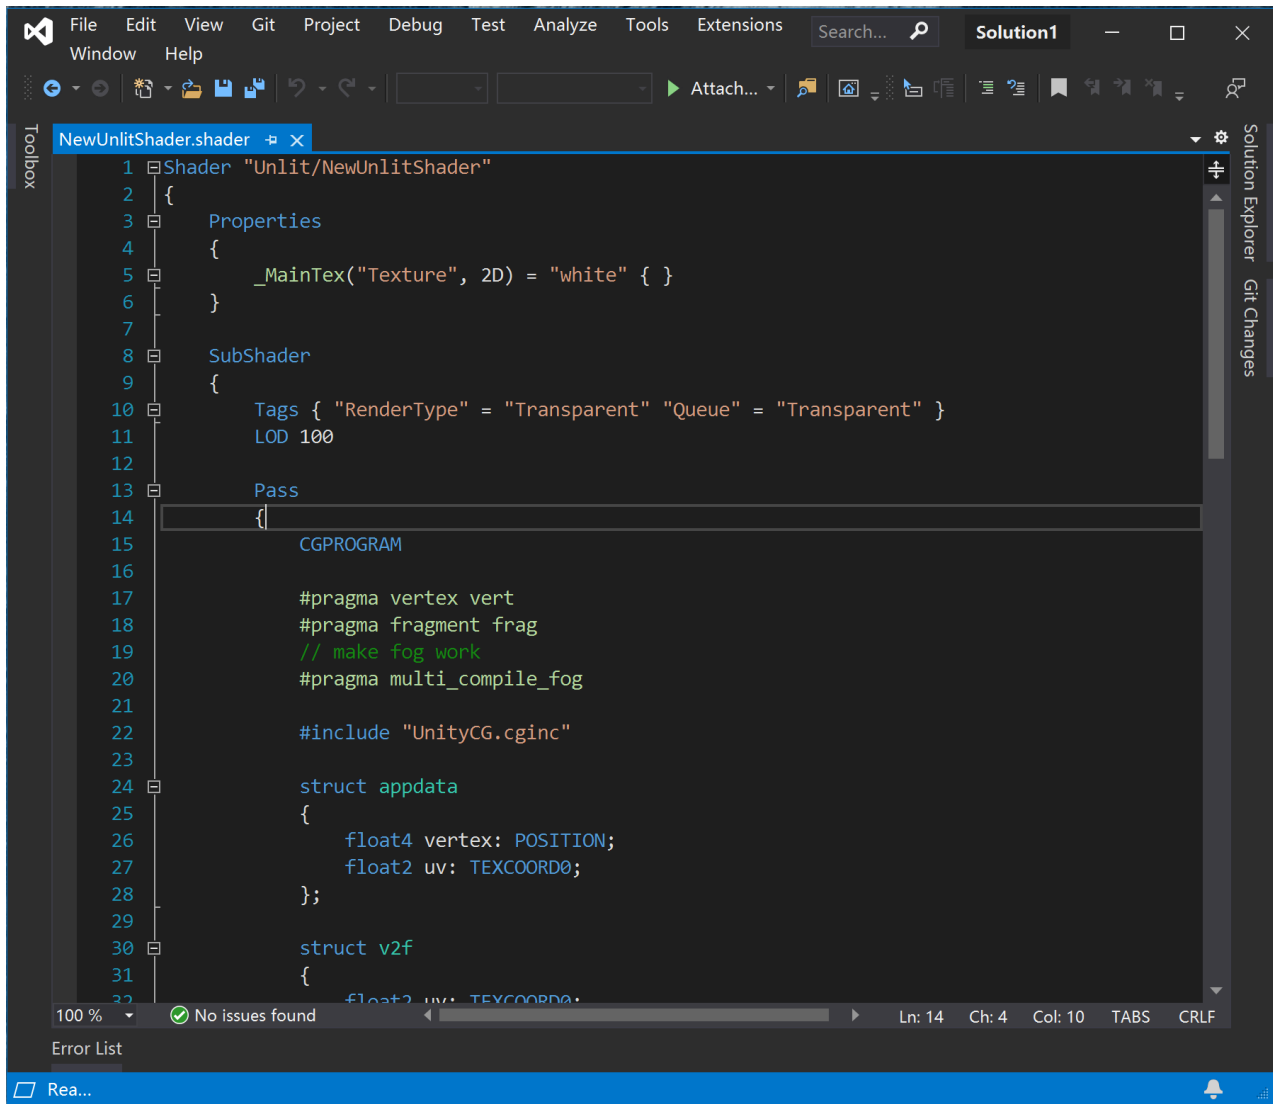 File Edit View Git Project Debug Test Analyze Tools Extensions Search... Solution1
Window Help
Attach...
Toolbox
NewUnlitShader.shader
1 Shader "Unlit/NewUnlitShader"
2 {
3 Properties
4 {
5 _MainTex("Texture", 2D) = "white" { }
6 }
7
8 SubShader
9 {
10 Tags { "RenderType" = "Transparent" "Queue" = "Transparent" }
11 LOD 100
12
13 Pass
14 {
15 CGPROGRAM
16
17 #pragma vertex vert
18 #pragma fragment frag
19 // make fog work
20 #pragma multi_compile_fog
21
22 #include "UnityCG.cginc"
23
24 struct appdata
25 {
26 float4 vertex: POSITION;
27 float2 uv: TEXCOORD0;
28 };
29
30 struct v2f
31 {
32 float2 uv: TEXCOORD0;
Solution Explorer
Git Changes
100 % No issues found Ln: 14 Ch: 4 Col: 10 TABS CRLF
Error List
Rea...